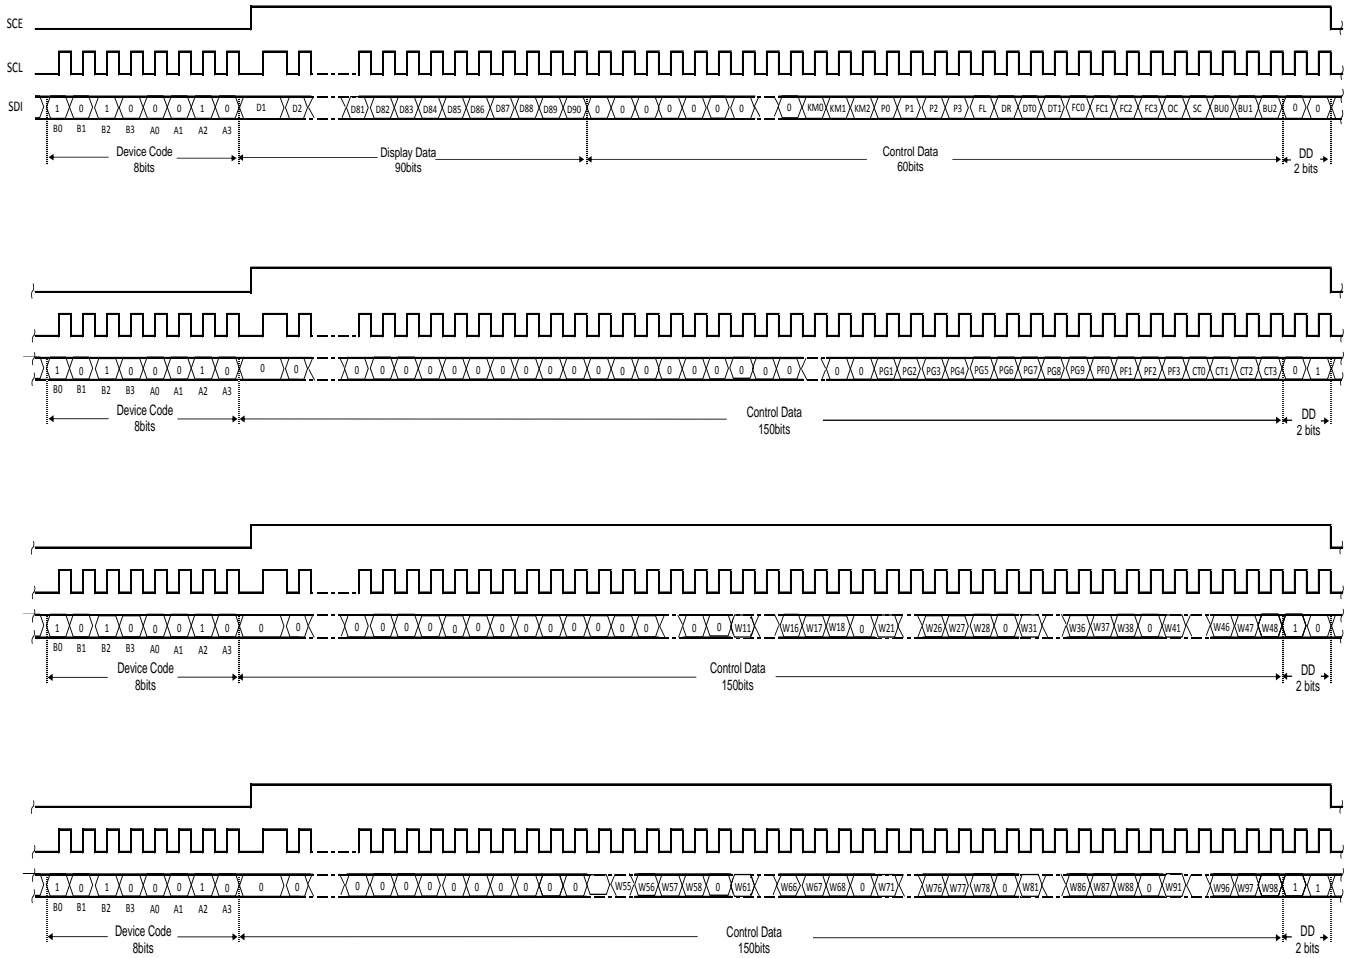 SCE
SCL
SDI 1 0 1 0 0 0 1 0 D1 D2 D81 D82 D83 D84 D85 D86 D87 D88 D89 D90 0 0 0 0 0 0 0 0 KM0 KM1 KM2 P0 P1 P2 P3 FL DR DT0 DT1 FC0 FC1 FC2 FC3 OC SC BU0 BU1 BU2 0 0
B0 B1 B2 B3 A0 A1 A2 A3
Device Code Display Data Control Data DD
8bits 90bits 60bits 2 bits
1 0 1 0 0 0 1 0 0 0 0 0 0 0 0 0 0 0 0 0 0 0 0 0 0 0 0 0 0 0 0 0 PG1 PG2 PG3 PG4 PG5 PG6 PG7 PG8 PG9 PF0 PF1 PF2 PF3 CT0 CT1 CT2 CT3 0 1
B0 B1 B2 B3 A0 A1 A2 A3
Device Code Control Data DD
8bits 150bits 2 bits
1 0 1 0 0 0 1 0 0 0 0 0 0 0 0 0 0 0 0 0 0 0 0 0 0 W11 W16 W17 W18 0 W21 W26 W27 W28 0 W31 W36 W37 W38 0 W41 W46 W47 W48 1 0
B0 B1 B2 B3 A0 A1 A2 A3
Device Code Control Data DD
8bits 150bits 2 bits
1 0 1 0 0 0 1 0 0 0 0 0 0 0 0 0 0 0 0 0 0 W55 W56 W57 W58 0 W61 W66 W67 W68 0 W71 W76 W77 W78 0 W81 W86 W87 W88 0 W91 W96 W97 W98 1 1
B0 B1 B2 B3 A0 A1 A2 A3
Device Code Control Data DD
8bits 150bits 2 bits